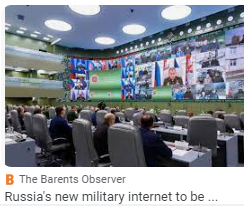 B The Barents Observer
Russia's new military internet to be ...